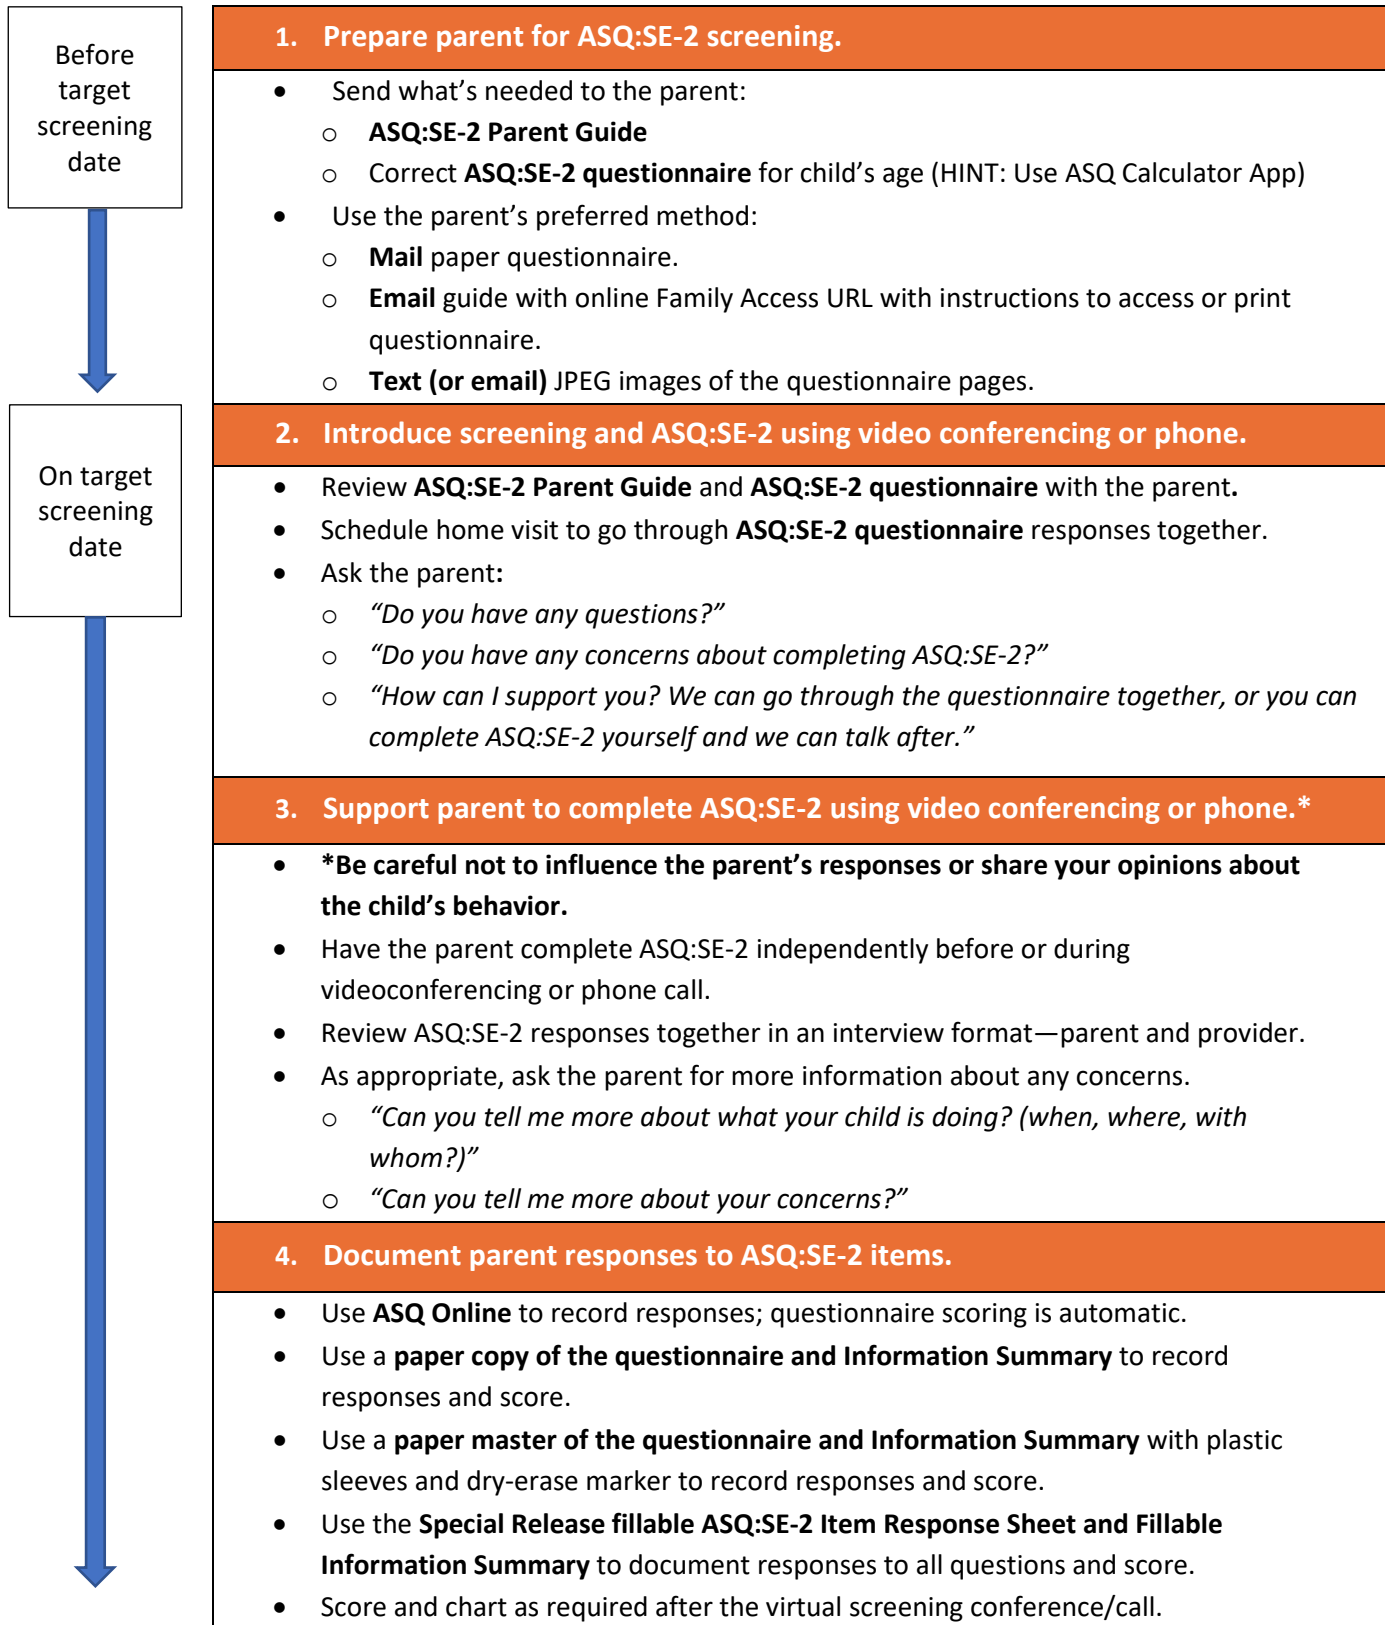 Before
target
screening
date
1. Prepare parent for ASQ:SE-2 screening.
• Send what’s needed to the parent:
o ASQ:SE-2 Parent Guide
o Correct ASQ:SE-2 questionnaire for child’s age (HINT: Use ASQ Calculator App)
• Use the parent’s preferred method:
o Mail paper questionnaire.
o Email guide with online Family Access URL with instructions to access or print
questionnaire.
o Text (or email) JPEG images of the questionnaire pages.
On target
screening
date
2. Introduce screening and ASQ:SE-2 using video conferencing or phone.
• Review ASQ:SE-2 Parent Guide and ASQ:SE-2 questionnaire with the parent.
• Schedule home visit to go through ASQ:SE-2 questionnaire responses together.
• Ask the parent:
o “Do you have any questions?”
o “Do you have any concerns about completing ASQ:SE-2?”
o “How can I support you? We can go through the questionnaire together, or you can
complete ASQ:SE-2 yourself and we can talk after.”
3. Support parent to complete ASQ:SE-2 using video conferencing or phone.*
• *Be careful not to influence the parent’s responses or share your opinions about
the child’s behavior.
• Have the parent complete ASQ:SE-2 independently before or during
videoconferencing or phone call.
• Review ASQ:SE-2 responses together in an interview format—parent and provider.
• As appropriate, ask the parent for more information about any concerns.
o “Can you tell me more about what your child is doing? (when, where, with
whom?)”
o “Can you tell me more about your concerns?”
4. Document parent responses to ASQ:SE-2 items.
• Use ASQ Online to record responses; questionnaire scoring is automatic.
• Use a paper copy of the questionnaire and Information Summary to record
responses and score.
• Use a paper master of the questionnaire and Information Summary with plastic
sleeves and dry-erase marker to record responses and score.
• Use the Special Release fillable ASQ:SE-2 Item Response Sheet and Fillable
Information Summary to document responses to all questions and score.
• Score and chart as required after the virtual screening conference/call.